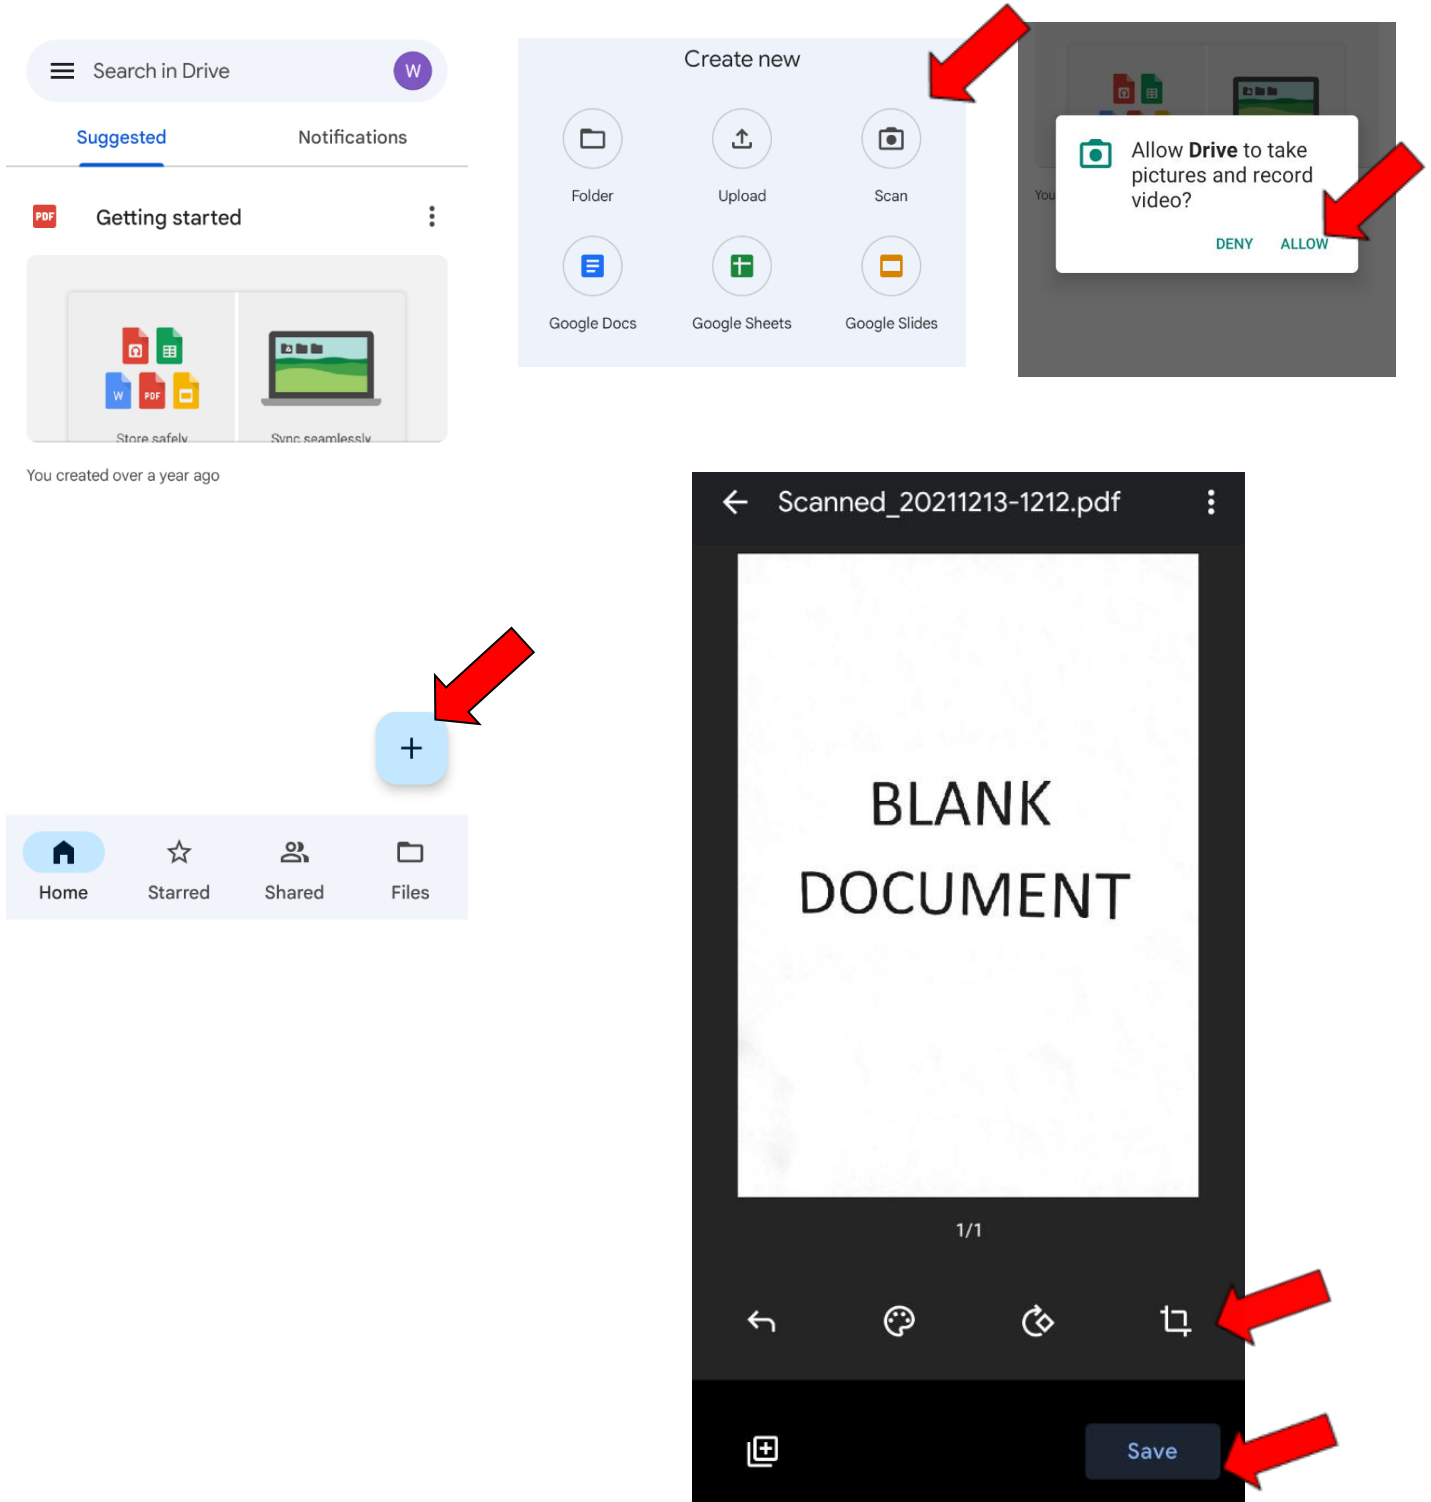 Search in Drive
W
Suggested
Notifications
PDF
Getting started
W
PDF
Store safely
Sync seamlessly
You created over a year ago
+
Home
Starred
Shared
Files
Create new
Folder
Upload
Scan
Google Docs
Google Sheets
Google Slides
You
Allow Drive to take
pictures and record
video?
DENY
ALLOW
Scanned_20211213-1212.pdf
BLANK
DOCUMENT
1/1
Save